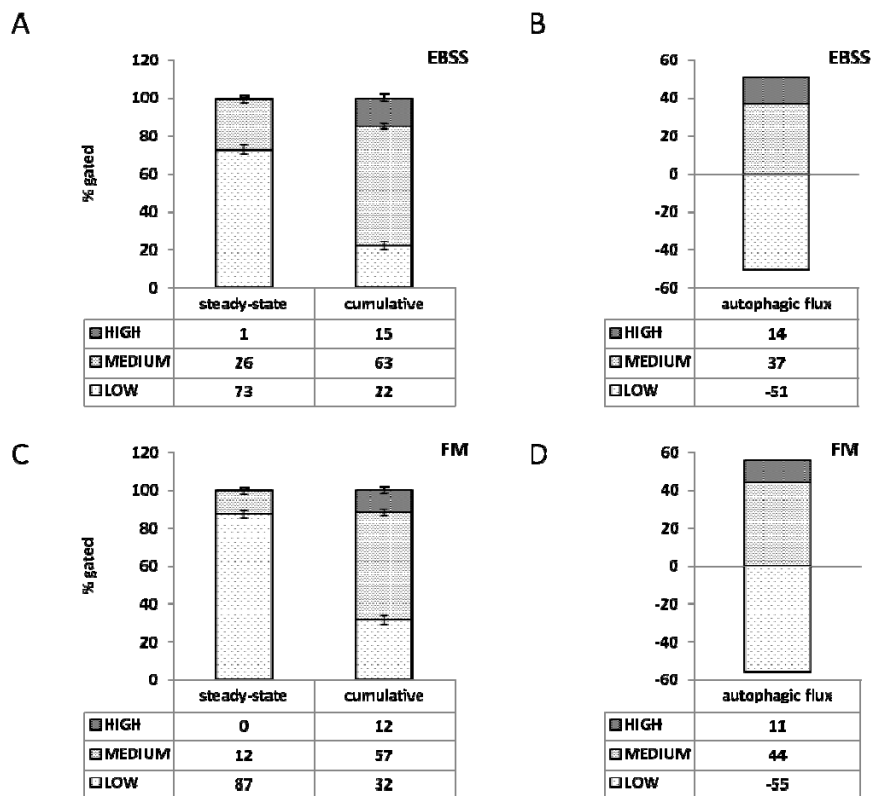 A
EBSS
% gated
120
100
80
60
40
20
0
steady-state cumulative
HIGH 1 15
MEDIUM 26 63
LOW 73 22
B
EBSS
60
40
20
0
-20
-40
-60
autophagic flux
HIGH 14
MEDIUM 37
LOW -51
C
FM
% gated
120
100
80
60
40
20
0
steady-state cumulative
HIGH 0 12
MEDIUM 12 57
LOW 87 32
D
FM
60
40
20
0
-20
-40
-60
autophagic flux
HIGH 11
MEDIUM 44
LOW -55